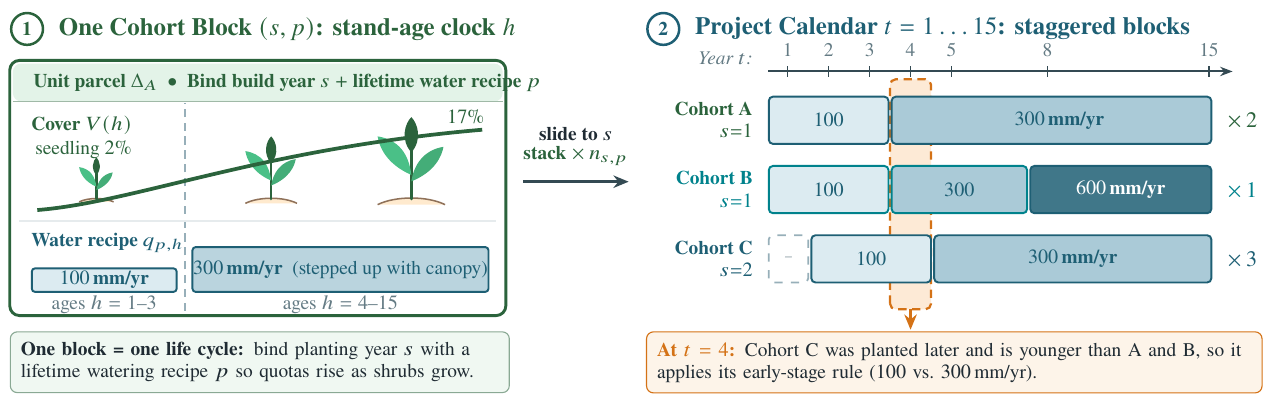 1 One Cohort Block (s, p): stand-age clock h
Unit parcel Δ_A • Bind build year s + lifetime water recipe p
Cover V(h)
seedling 2%
17%
Water recipe q_{p,h}
100 mm/yr
300 mm/yr (stepped up with canopy)
ages h = 1–3
ages h = 4–15
One block = one life cycle: bind planting year s with a
lifetime watering recipe p so quotas rise as shrubs grow.
slide to s
stack × n_{s,p}
2 Project Calendar t = 1 … 15: staggered blocks
Year t: 1 2 3 4 5 8 15
Cohort A
s=1
100
300 mm/yr
×2
Cohort B
s=1
100
300
600 mm/yr
×1
Cohort C
s=2
–
100
300 mm/yr
×3
At t = 4: Cohort C was planted later and is younger than A and B, so it
applies its early-stage rule (100 vs. 300 mm/yr).